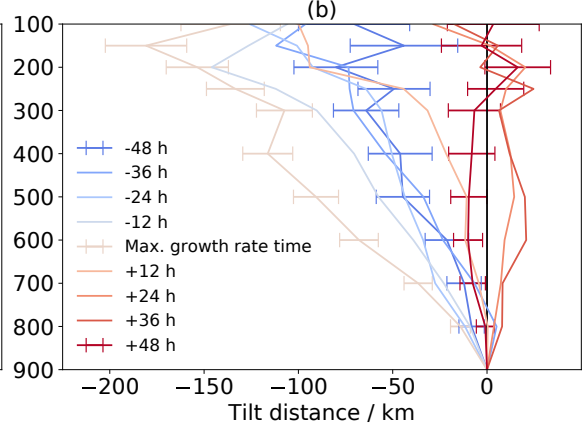 (b)
100
200
300
-48 h
400
-36 h
-24 h
500
-12 h
Max. growth rate time
600
+12 h
+24 h
700
+36 h
800
+48 h
900
−200 −150 −100 −50 0
Tilt distance / km